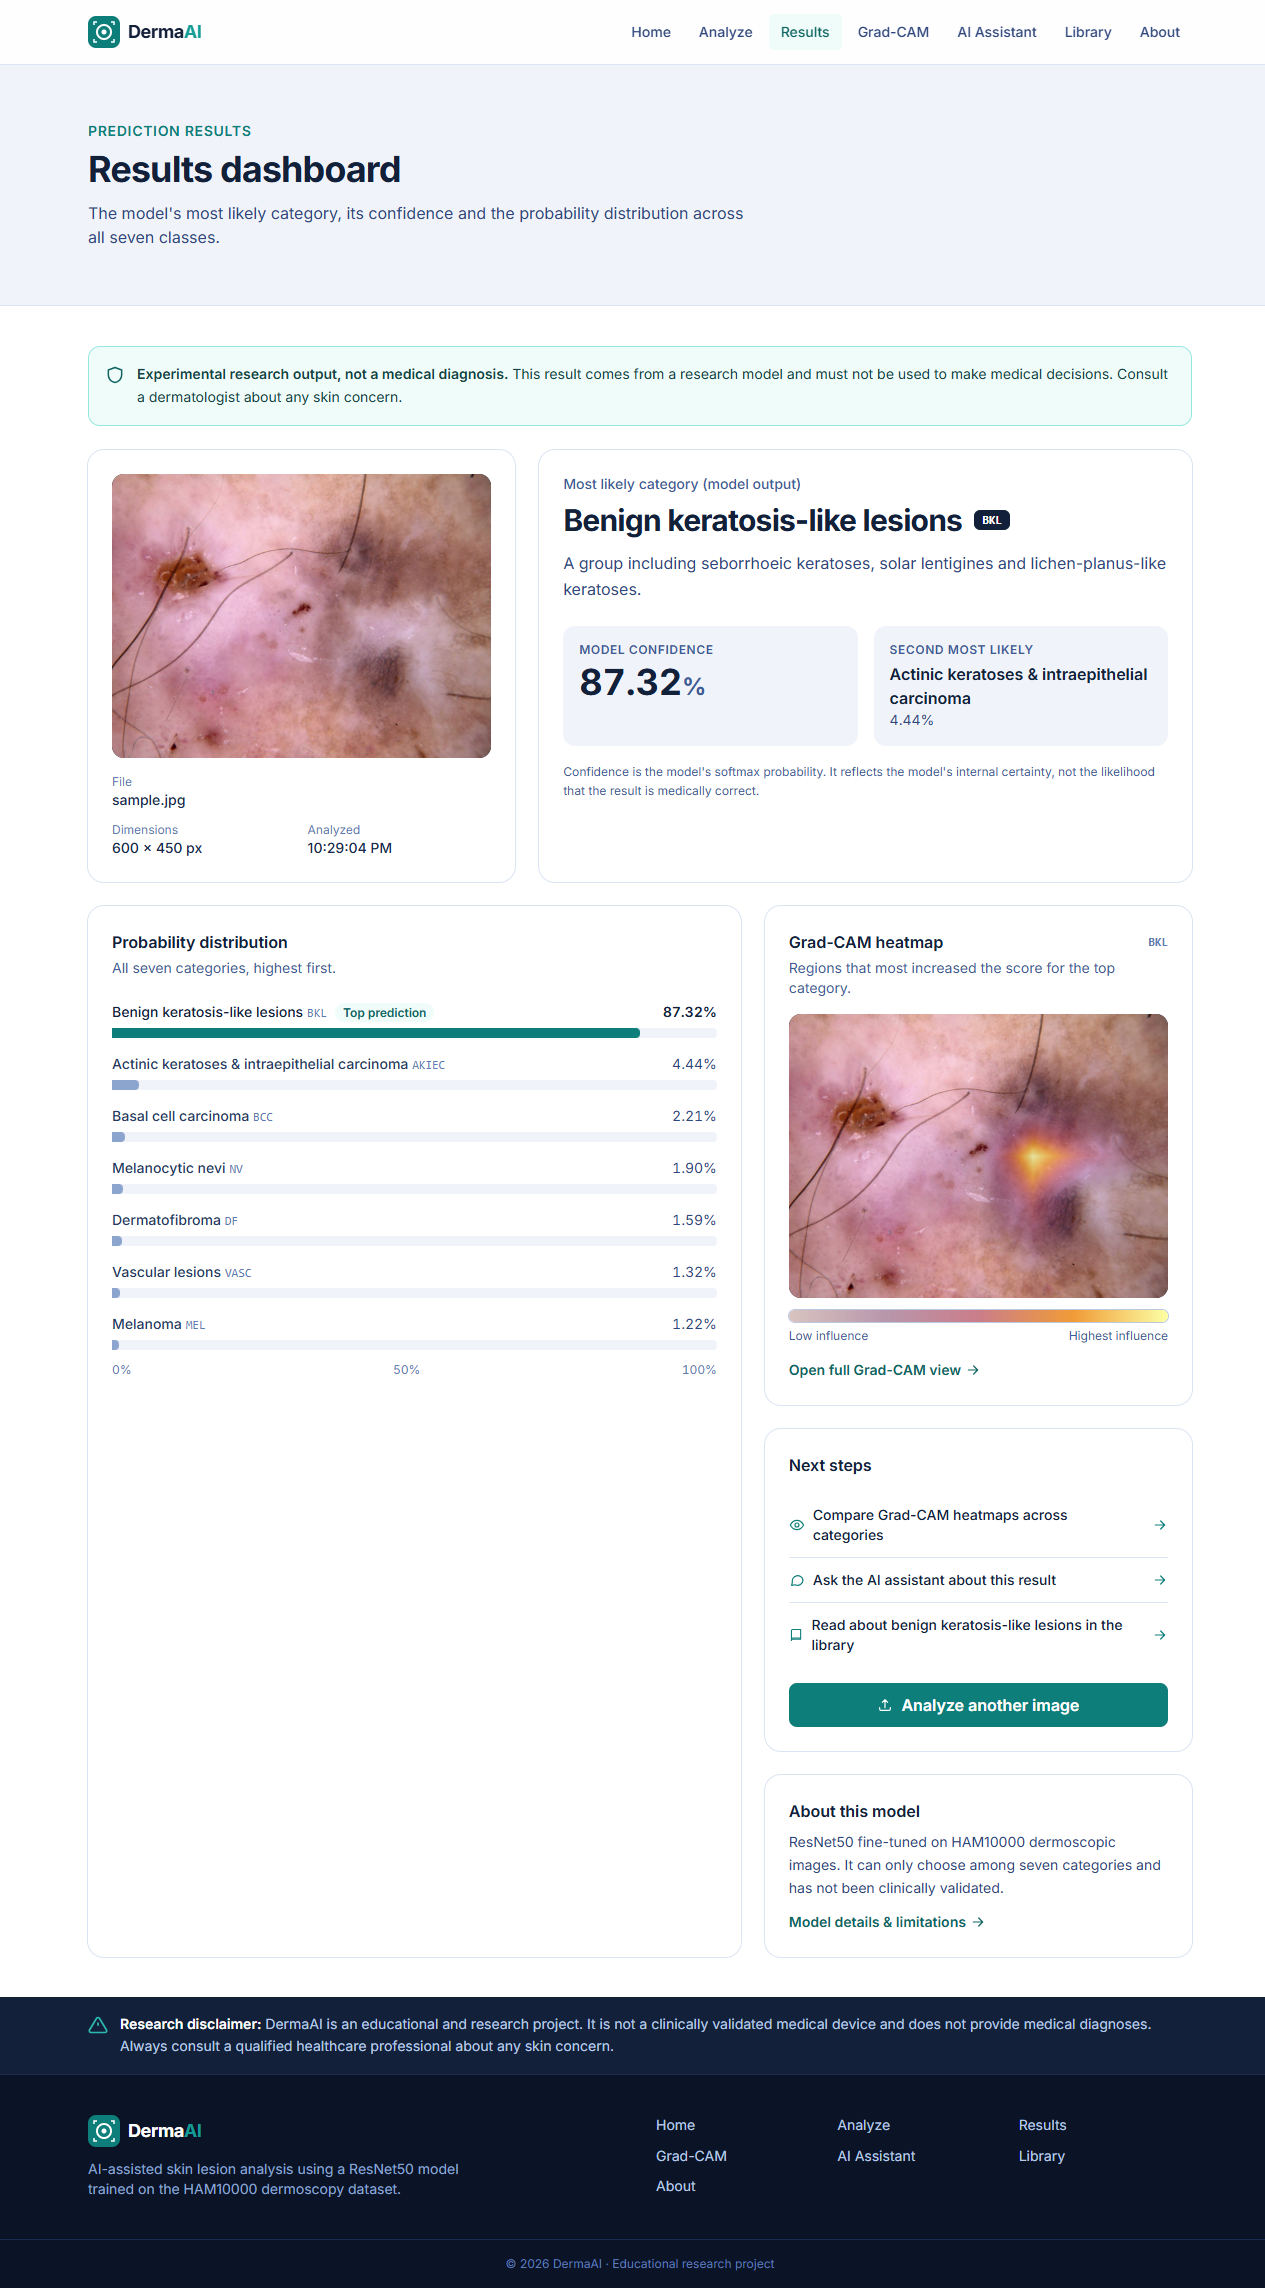 DermaAI
Home Analyze Results Grad-CAM AI Assistant Library About
PREDICTION RESULTS
Results dashboard
The model's most likely category, its confidence and the probability distribution across
all seven classes.
Experimental research output, not a medical diagnosis. This result comes from a research model and must not be used to make medical decisions. Consult
a dermatologist about any skin concern.
File
sample.jpg
Dimensions
600 × 450 px
Analyzed
10:29:04 PM
Most likely category (model output)
Benign keratosis-like lesions BKL
A group including seborrhoeic keratoses, solar lentigines and lichen-planus-like
keratoses.
MODEL CONFIDENCE
87.32%
SECOND MOST LIKELY
Actinic keratoses & intraepithelial
carcinoma
4.44%
Confidence is the model's softmax probability. It reflects the model's internal certainty, not the likelihood
that the result is medically correct.
Probability distribution
All seven categories, highest first.
Benign keratosis-like lesions BKL Top prediction 87.32%
Actinic keratoses & intraepithelial carcinoma AKIEC 4.44%
Basal cell carcinoma BCC 2.21%
Melanocytic nevi NV 1.90%
Dermatofibroma DF 1.59%
Vascular lesions VASC 1.32%
Melanoma MEL 1.22%
0% 50% 100%
Grad-CAM heatmap BKL
Regions that most increased the score for the top
category.
Low influence Highest influence
Open full Grad-CAM view →
Next steps
Compare Grad-CAM heatmaps across
categories →
Ask the AI assistant about this result →
Read about benign keratosis-like lesions in the
library →
Analyze another image
About this model
ResNet50 fine-tuned on HAM10000 dermoscopic
images. It can only choose among seven categories and
has not been clinically validated.
Model details & limitations →
Research disclaimer: DermaAI is an educational and research project. It is not a clinically validated medical device and does not provide medical diagnoses.
Always consult a qualified healthcare professional about any skin concern.
DermaAI
AI-assisted skin lesion analysis using a ResNet50 model
trained on the HAM10000 dermoscopy dataset.
Home Analyze Results
Grad-CAM AI Assistant Library
About
© 2026 DermaAI · Educational research project